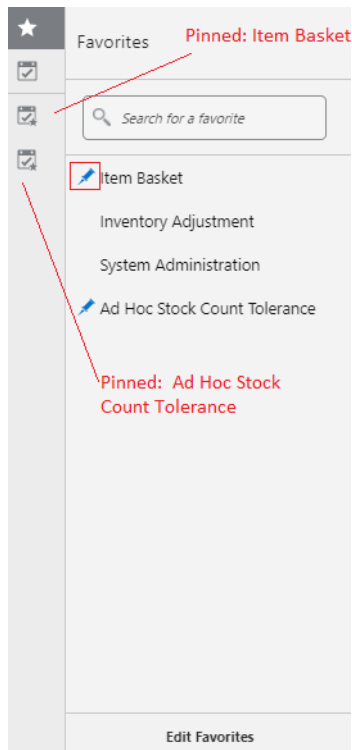 Favorites
Pinned: Item Basket
Search for a favorite
Item Basket
Inventory Adjustment
System Administration
Ad Hoc Stock Count Tolerance
Pinned: Ad Hoc Stock
Count Tolerance
Edit Favorites